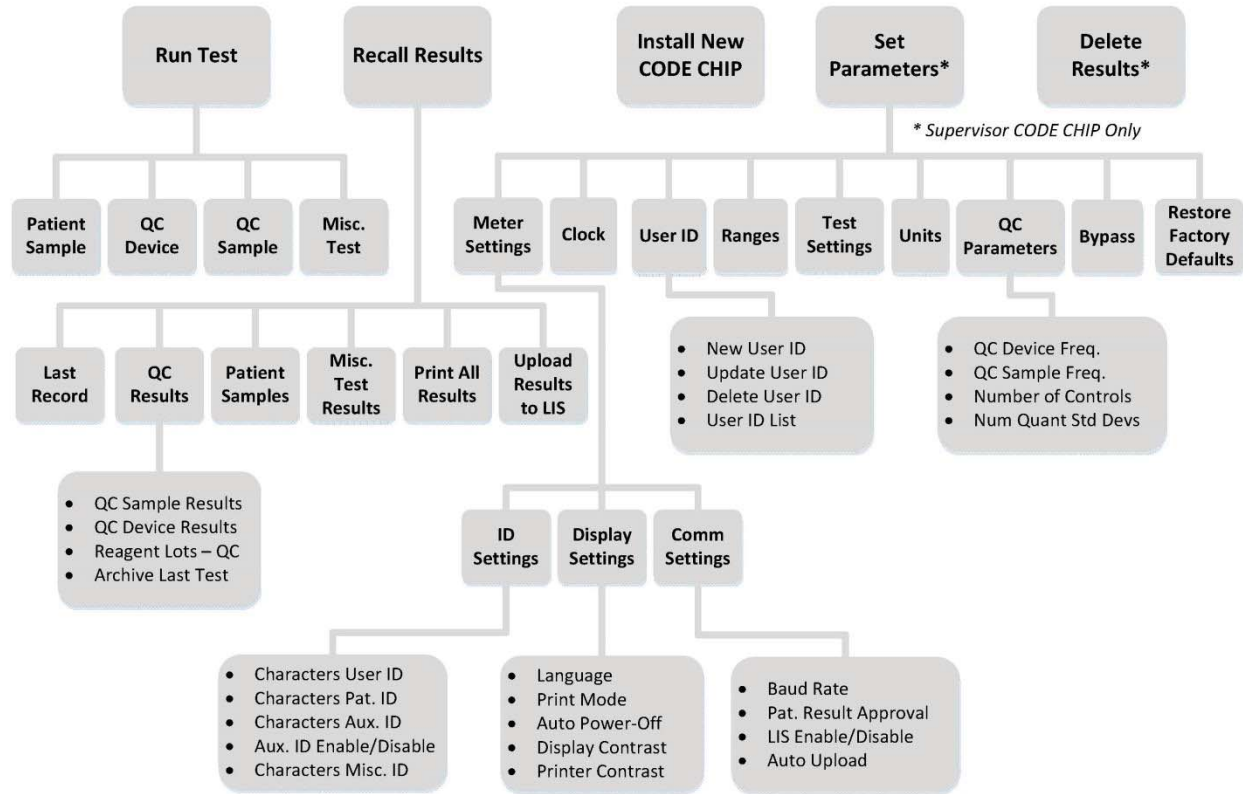 Run Test
Recall Results
Install New
CODE CHIP
Set
Parameters*
Delete
Results*
* Supervisor CODE CHIP Only
Patient
Sample
QC
Device
QC
Sample
Misc.
Test
Meter
Settings
Clock
User ID
Ranges
Test
Settings
Units
QC
Parameters
Bypass
Restore
Factory
Defaults
Last
Record
QC
Results
Patient
Samples
Misc.
Test
Results
Print All
Results
Upload
Results
to LIS
• New User ID
• Update User ID
• Delete User ID
• User ID List
• QC Device Freq.
• QC Sample Freq.
• Number of Controls
• Num Quant Std Devs
• QC Sample Results
• QC Device Results
• Reagent Lots – QC
• Archive Last Test
ID
Settings
Display
Settings
Comm
Settings
• Characters User ID
• Characters Pat. ID
• Characters Aux. ID
• Aux. ID Enable/Disable
• Characters Misc. ID
• Language
• Print Mode
• Auto Power-Off
• Display Contrast
• Printer Contrast
• Baud Rate
• Pat. Result Approval
• LIS Enable/Disable
• Auto Upload